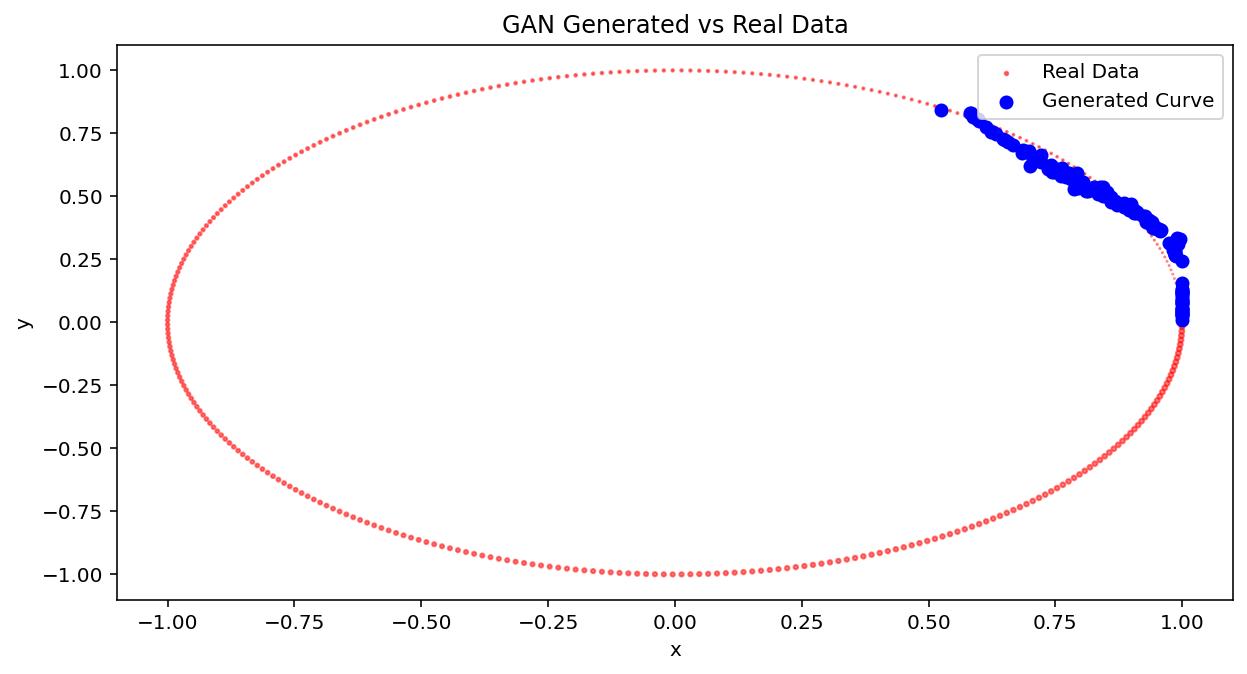 GAN Generated vs Real Data
Real Data
Generated Curve
y
1.00
0.75
0.50
0.25
0.00
−0.25
−0.50
−0.75
−1.00
−1.00 −0.75 −0.50 −0.25 0.00 0.25 0.50 0.75 1.00
x